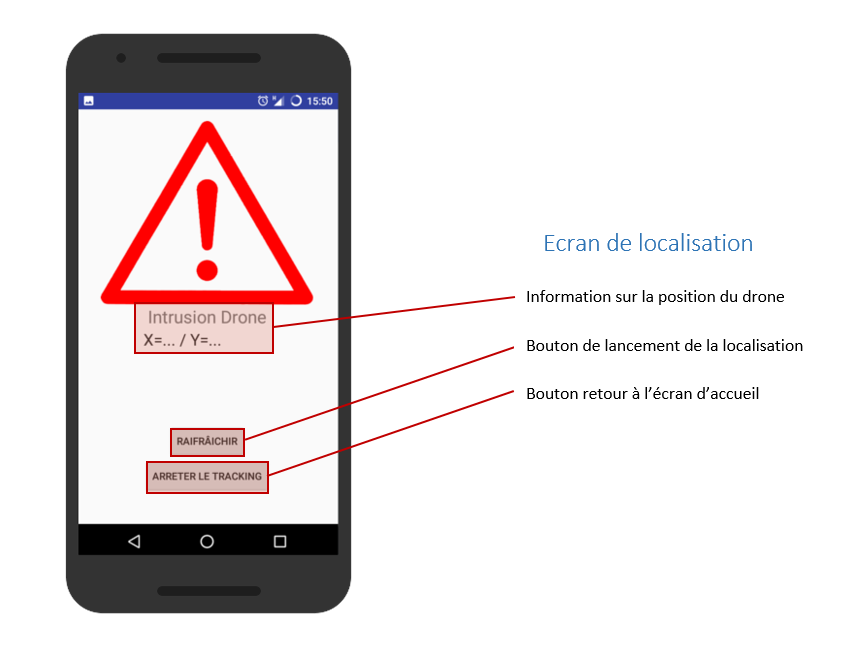 15:50
Intrusion Drone
X=... / Y=...
RAIFRÂICHIR
ARRETER LE TRACKING
Ecran de localisation
Information sur la position du drone
Bouton de lancement de la localisation
Bouton retour à l’écran d’accueil